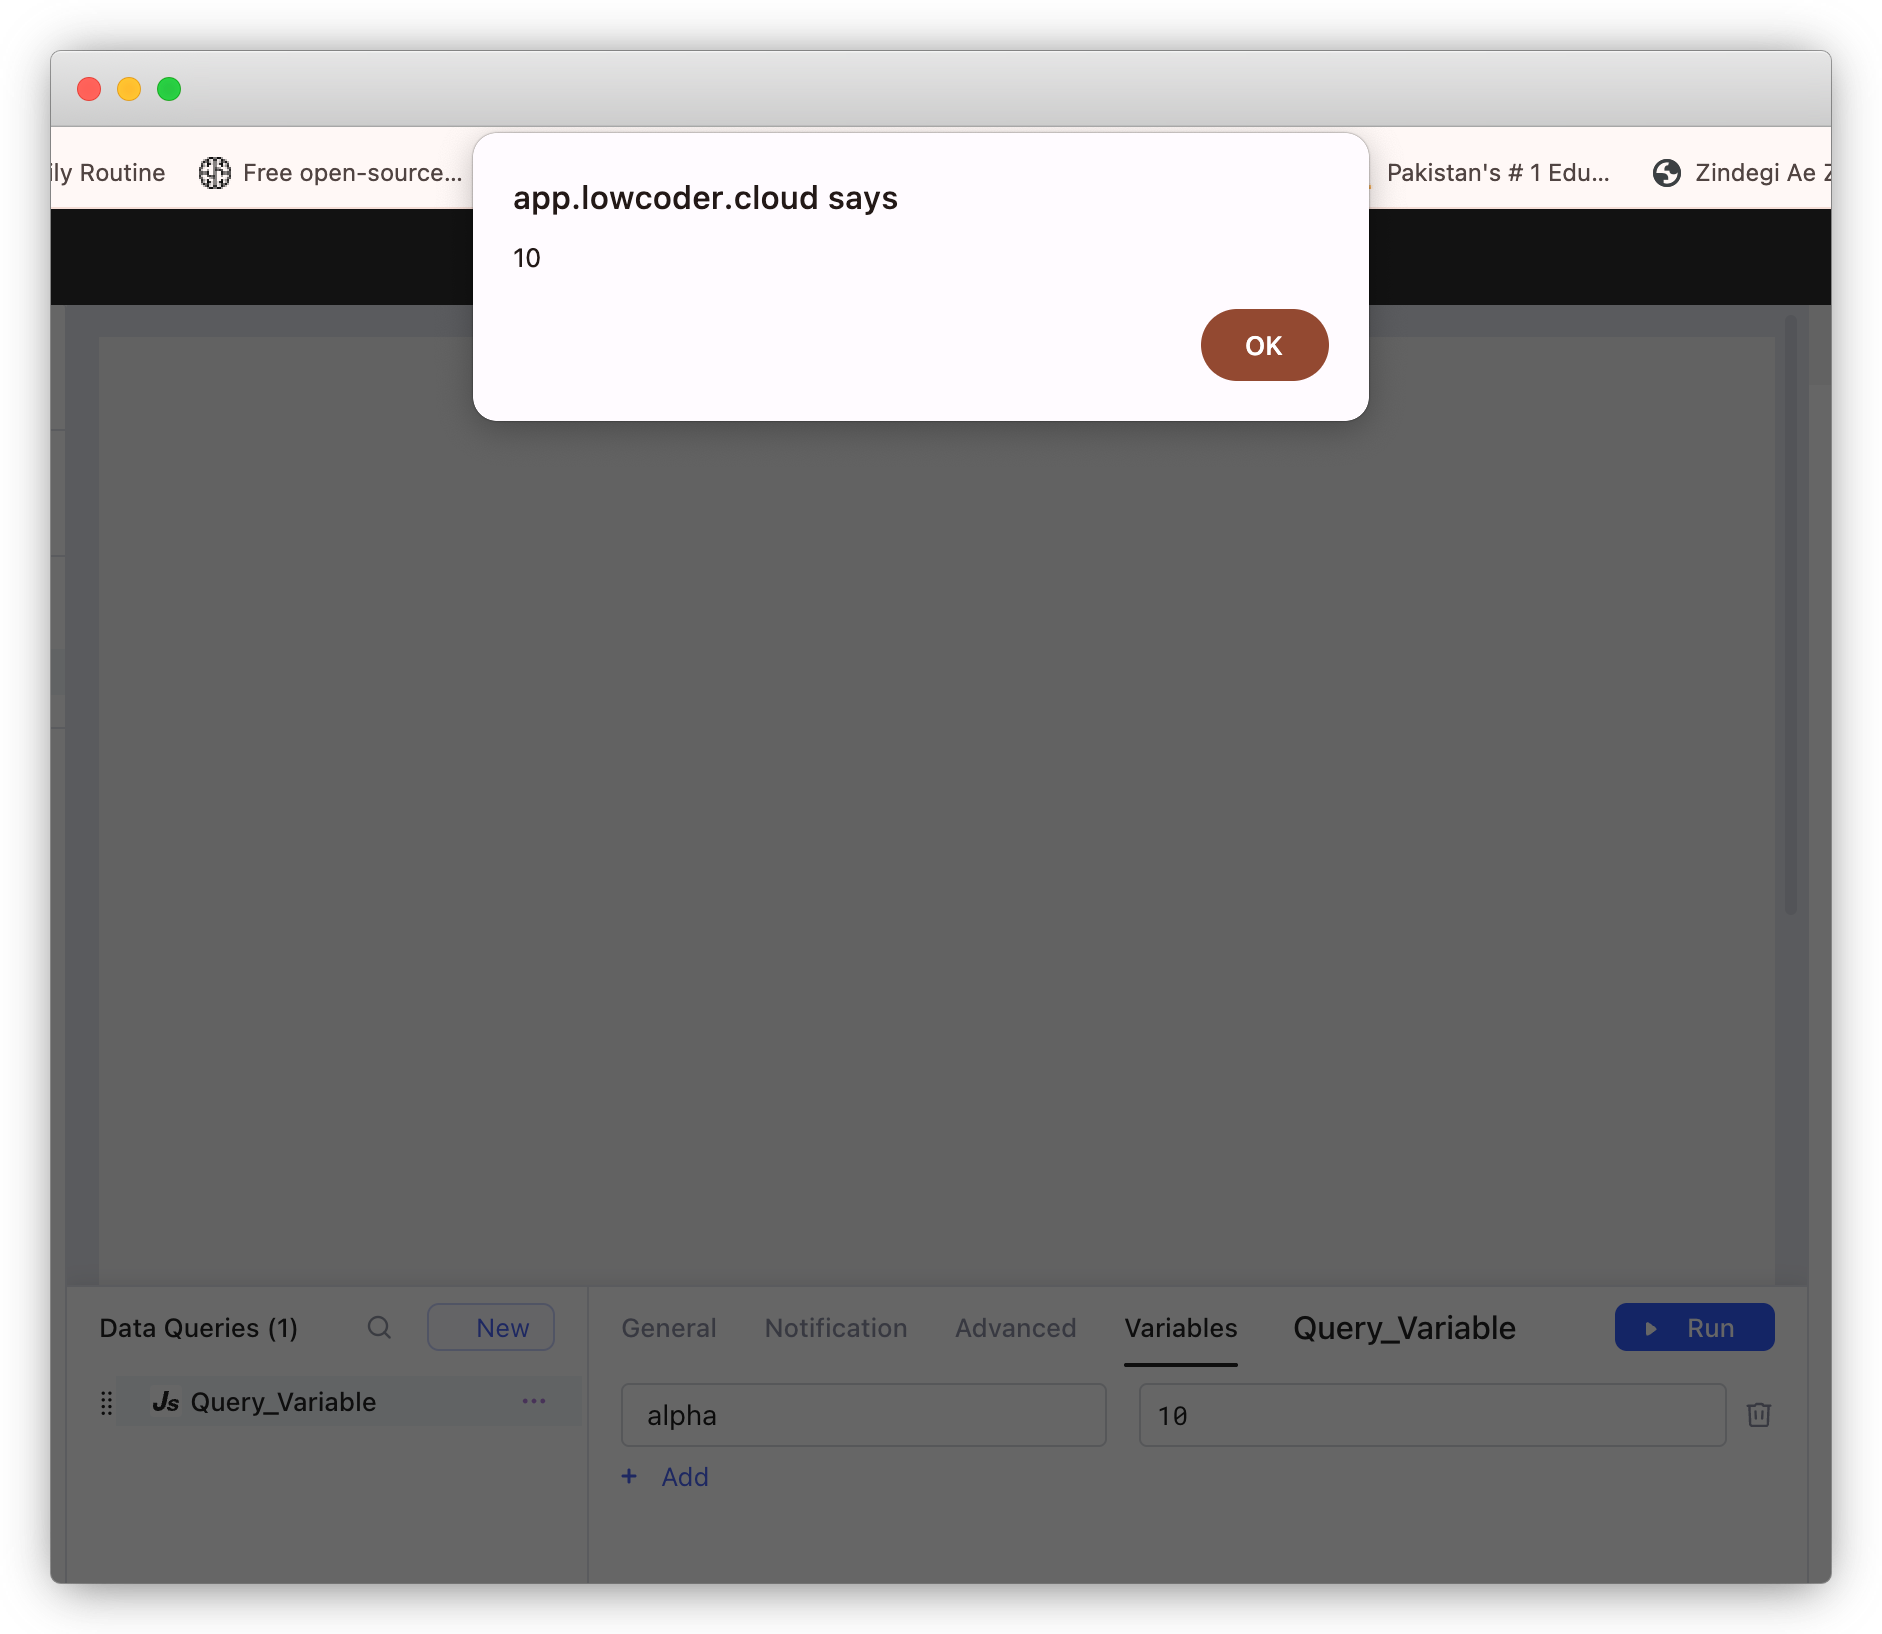 ily Routine
Free open-source...
Pakistan's # 1 Edu...
Zindegi Ae
app.lowcoder.cloud says
10
OK
Data Queries (1)
New
General
Notification
Advanced
Variables
Query_Variable
Run
Js Query_Variable
alpha
10
+ Add